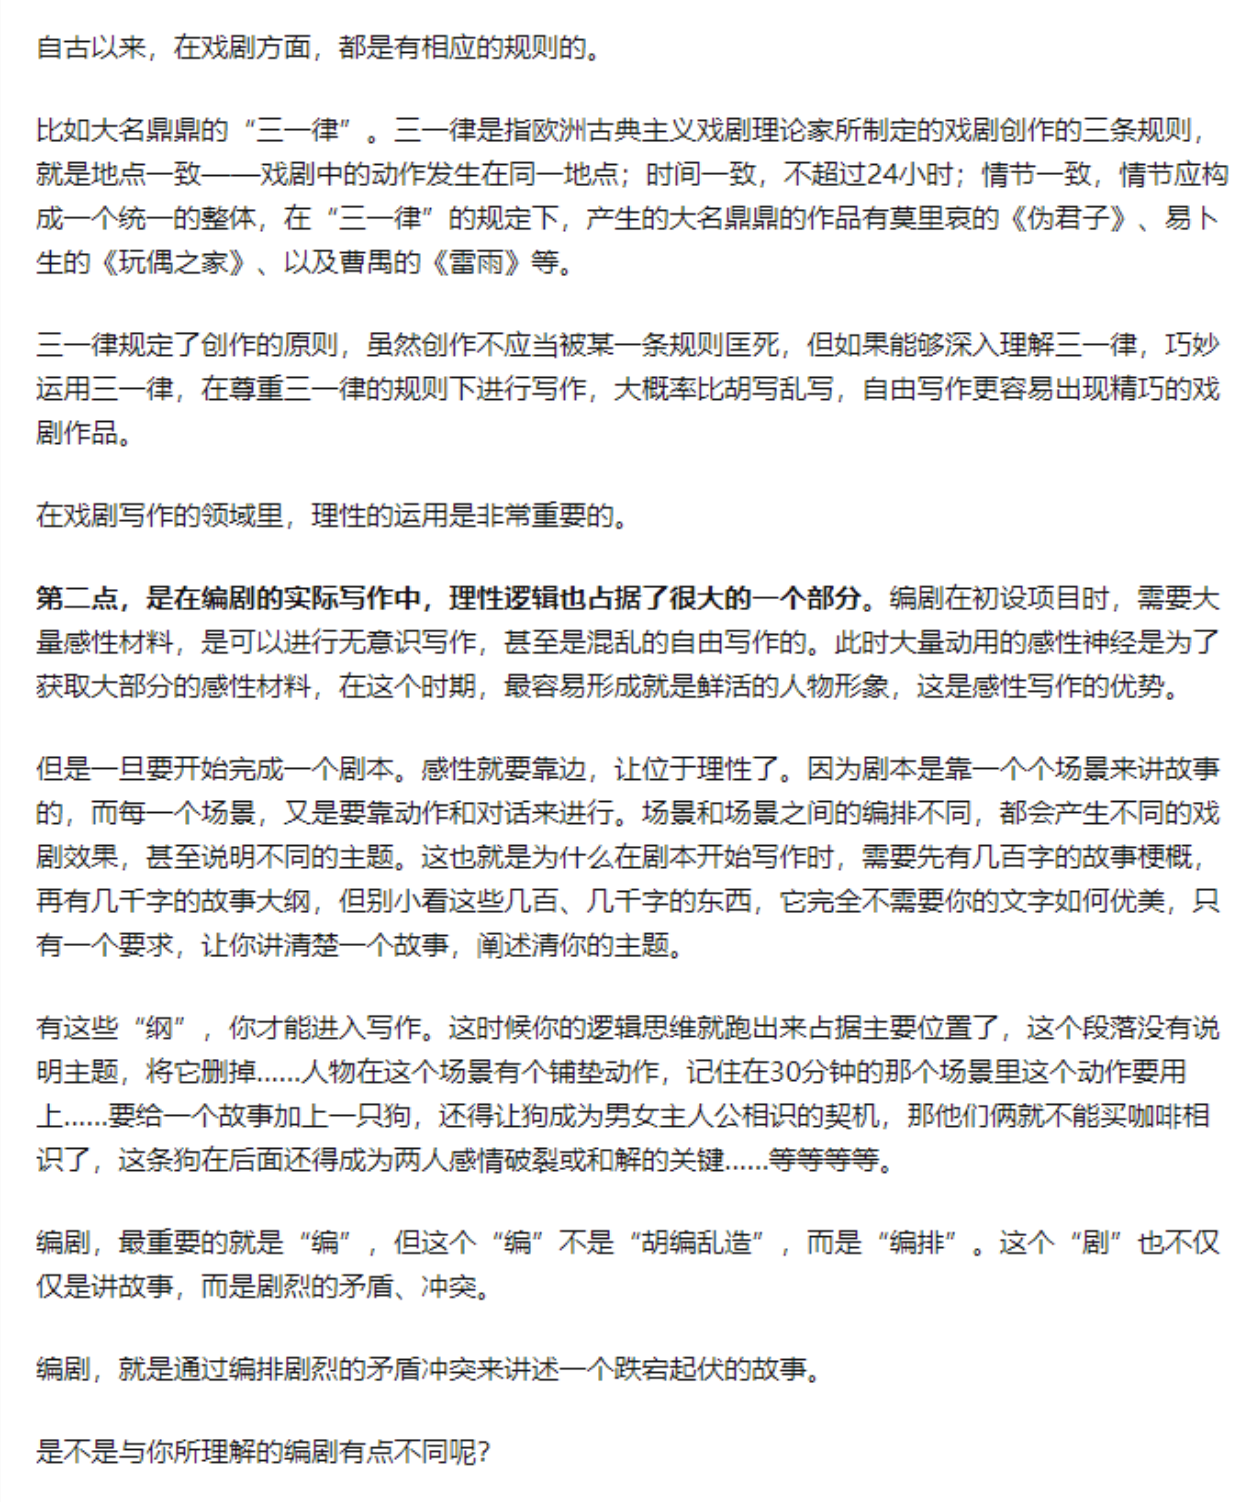 自古以来，在戏剧方面，都是有相应的规则的。
比如大名鼎鼎的“三一律”。三一律是指欧洲古典主义戏剧理论家所制定的戏剧创作的三条规则，
就是地点一致——戏剧中的动作发生在同一地点；时间一致，不超过24小时；情节一致，情节应构
成一个统一的整体，在“三一律”的规定下，产生的大名鼎鼎的作品有莫里哀的《伪君子》、易卜
生的《玩偶之家》、以及曹禺的《雷雨》等。
三一律规定了创作的原则，虽然创作不应当被某一条规则匡死，但如果能够深入理解三一律，巧妙
运用三一律，在尊重三一律的规则下进行写作，大概率比胡写乱写，自由写作更容易出现精巧的戏
剧作品。
在戏剧写作的领域里，理性的运用是非常重要的。
第二点，是在编剧的实际写作中，理性逻辑也占据了很大的一个部分。编剧在初设项目时，需要大
量感性材料，是可以进行无意识写作，甚至是混乱的自由写作的。此时大量动用的感性神经是为了
获取大部分的感性材料，在这个时期，最容易形成就是鲜活的人物形象，这是感性写作的优势。
但是一旦要开始完成一个剧本。感性就要靠边，让位于理性了。因为剧本是靠一个个场景来讲故事
的，而每一个场景，又是要靠动作和对话来进行。场景和场景之间的编排不同，都会产生不同的戏
剧效果，甚至说明不同的主题。这也就是为什么在剧本开始写作时，需要先有几百字的故事梗概，
再有几千字的故事大纲，但别小看这些几百、几千字的东西，它完全不需要你的文字如何优美，只
有一个要求，让你讲清楚一个故事，阐述清你的主题。
有这些“纲”，你才能进入写作。这时候你的逻辑思维就跑出来占据主要位置了，这个段落没有说
明主题，将它删掉……人物在这个场景有个铺垫动作，记住在30分钟的那个场景里这个动作要用
上……要给一个故事加上一只狗，还得让狗成为男女主人公相识的契机，那他们俩就不能买咖啡相
识了，这条狗在后面还得成为两人感情破裂或和解的关键……等等等等。
编剧，最重要的就是“编”，但这个“编”不是“胡编乱造”，而是“编排”。这个“剧”也不仅
仅是讲故事，而是剧烈的矛盾、冲突。
编剧，就是通过编排剧烈的矛盾冲突来讲述一个跌宕起伏的故事。
是不是与你所理解的编剧有点不同呢？